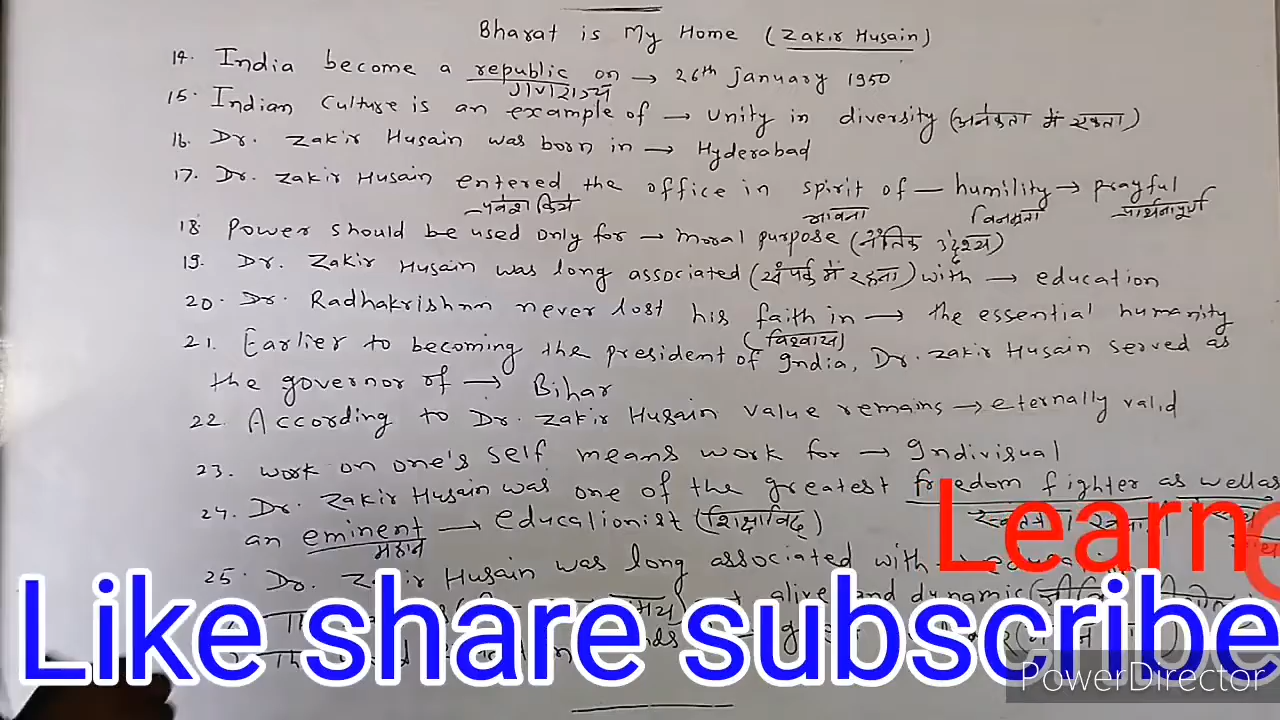 Bharat is My Home (Zakir Husain)
14. India become a republic on → 26th January 1950
गणराज्य
15. Indian Culture is an example of → Unity in diversity (अनेकता में एकता)
16. Dr. Zakir Husain was born in → Hyderabad
17. Dr. Zakir Husain entered the office in spirit of — humility → prayful
प्रवेश किये भावना विनम्रता प्रार्थनापूर्ण
18 Power should be used only for → moral purpose (नैतिक उद्देश्य)
19. Dr. Zakir Husain was long associated (संपर्क में रहना) with → education
20. Dr. Radhakrishnan never lost his faith in → the essential humanity
(विश्वास)
21. Earlier to becoming the president of India, Dr. Zakir Husain served as
the governor of → Bihar
22. According to Dr. Zakir Husain value remains → eternally valid
23. work on one's self means work for → Indivisual
24. Dr. Zakir Husain was one of the greatest freedom fighter as well as
an eminent → educalionist (शिक्षाविद्)
महान
25. Dr. Zakir Husain was long associated with →
alive and dynamic
Learn
Like share subscribe
PowerDirector